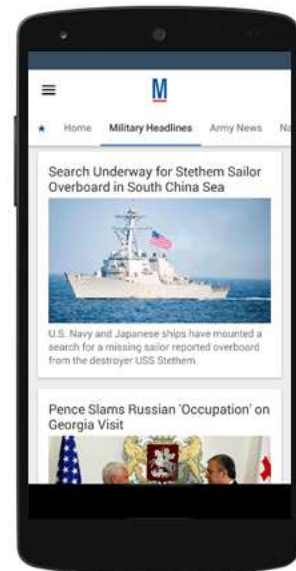 M
Home Military Headlines Army News Na
Search Underway for Stethem Sailor
Overboard in South China Sea
U.S. Navy and Japanese ships have mounted a
search for a missing sailor reported overboard
from the destroyer USS Stethem.
Pence Slams Russian 'Occupation' on
Georgia Visit